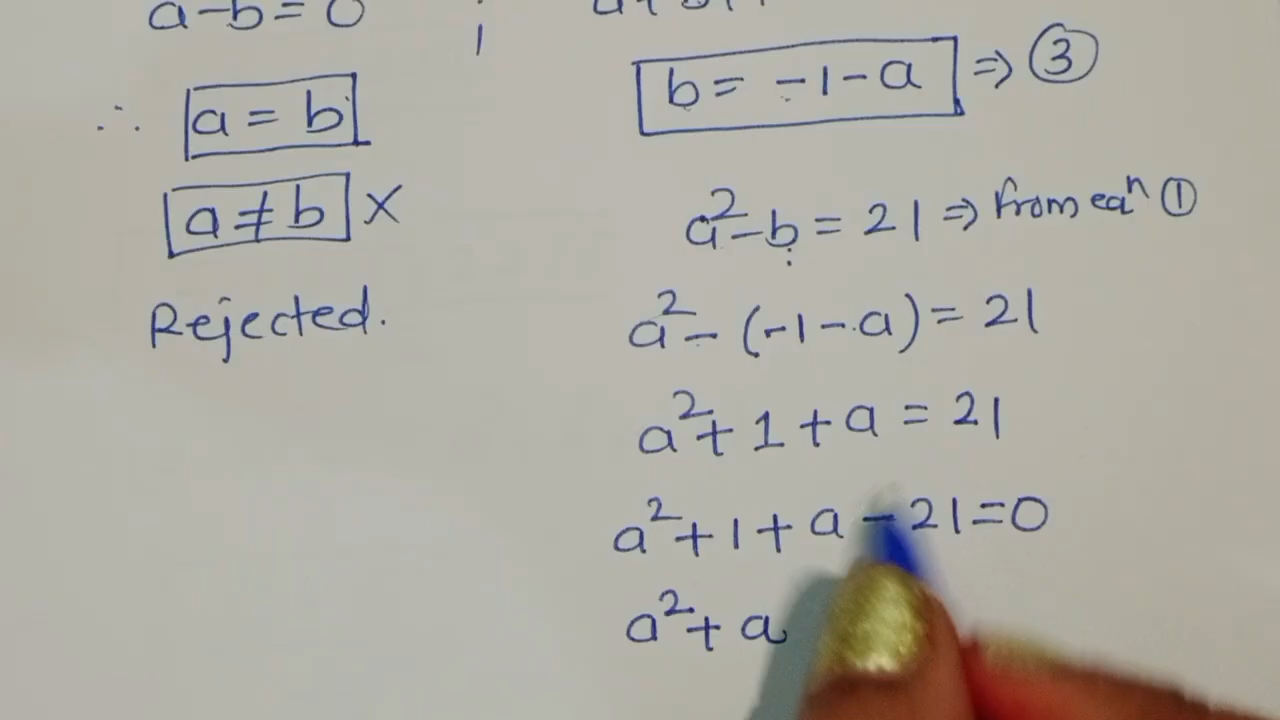 a-b=0
∴ a=b
a≠b ×
Rejected.
b=-1-a ⇒ ③
a²-b=21 ⇒ from eqⁿ ①
a²-(-1-a)=21
a²+1+a=21
a²+1+a-21=0
a²+a